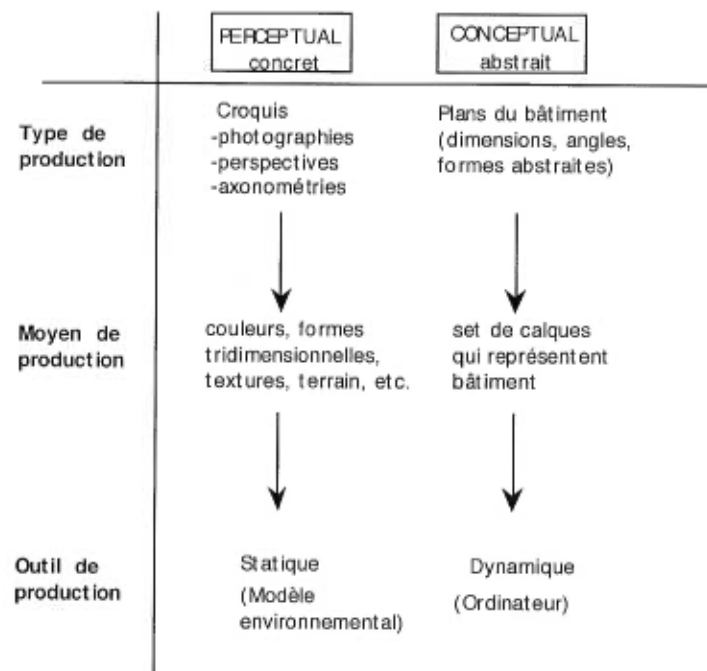 PERCEPTUAL
concret
CONCEPTUAL
abstrait
Type de
production
Croquis
-photographies
-perspectives
-axonométries
Plans du bâtiment
(dimensions, angles,
formes abstraites)
Moyen de
production
couleurs, formes
tridimensionnelles,
textures, terrain, etc.
set de calques
qui représentent
bâtiment
Outil de
production
Statique
(Modèle
environnemental)
Dynamique
(Ordinateur)